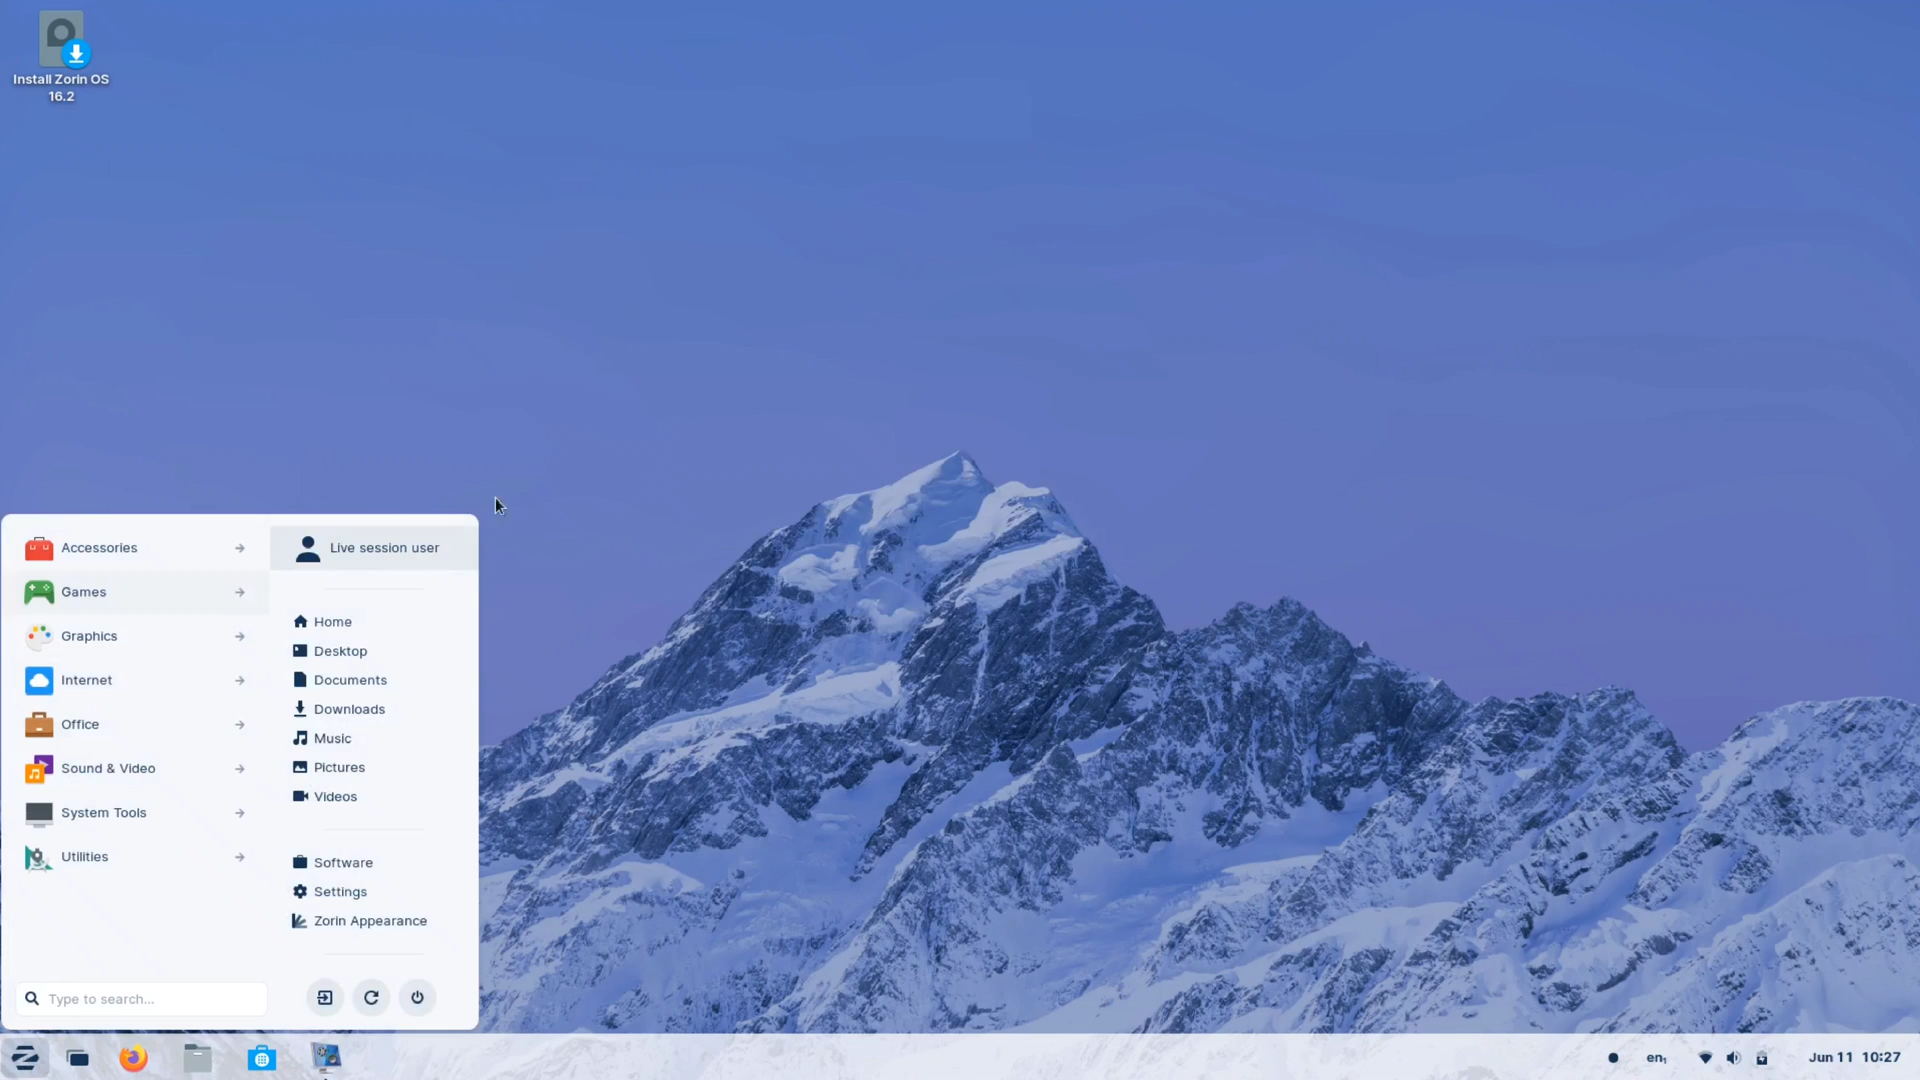 Install Zorin OS
16.2
Accessories
Games
Graphics
Internet
Office
Sound & Video
System Tools
Utilities
Type to search...
Live session user
Home
Desktop
Documents
Downloads
Music
Pictures
Videos
Software
Settings
Zorin Appearance
en₁
Jun 11 10:27